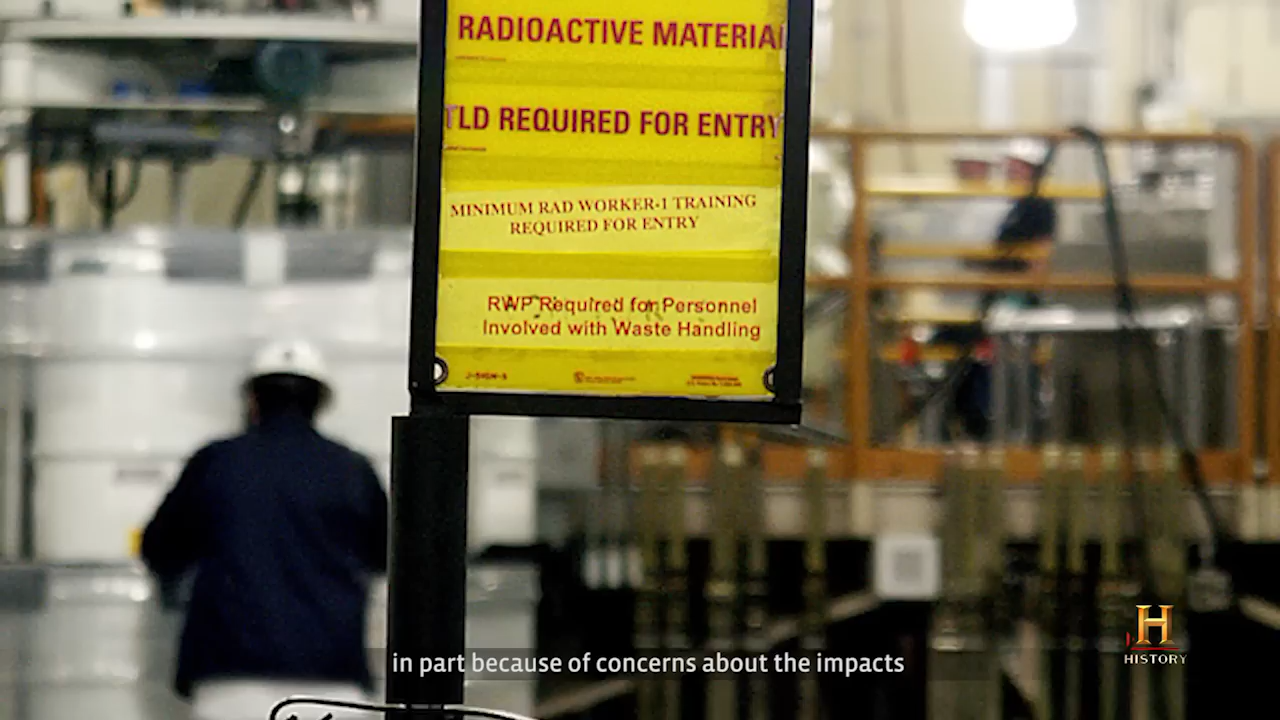 RADIOACTIVE MATERIAL
TLD REQUIRED FOR ENTRY
MINIMUM RAD WORKER-1 TRAINING
REQUIRED FOR ENTRY
RWP Required for Personnel
Involved with Waste Handling
in part because of concerns about the impacts
H
HISTORY